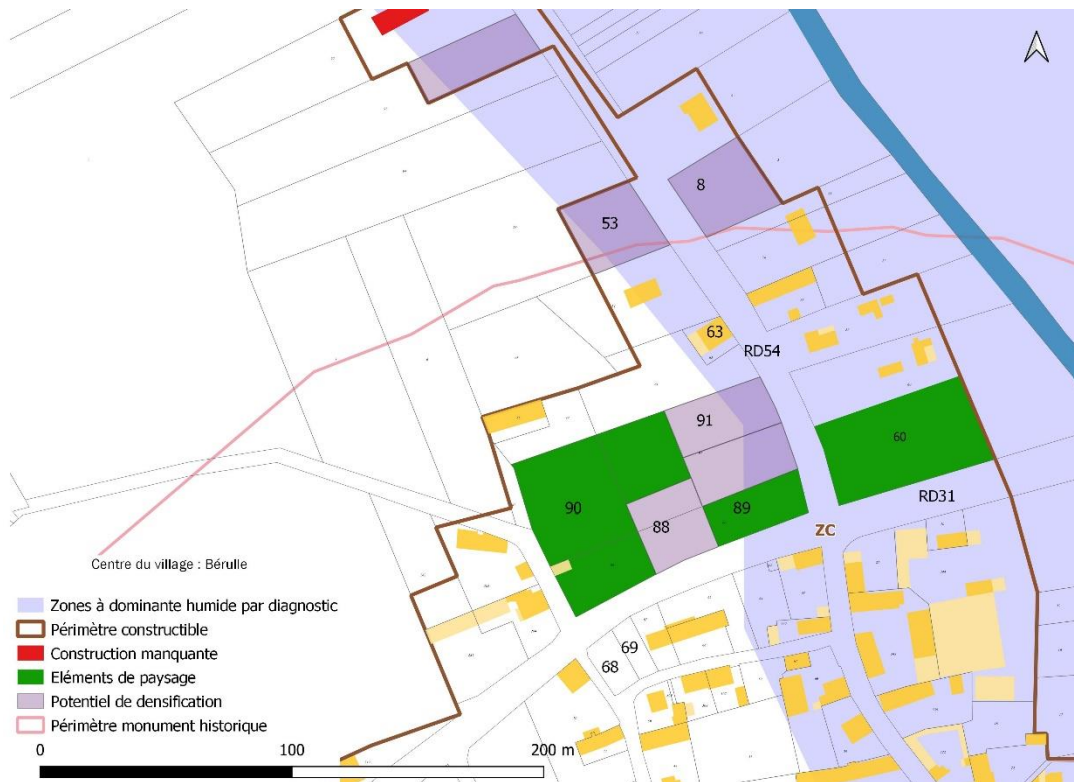 8
53
63
RD54
91
60
90
89
RD31
88
ZC
69
68
Centre du village : Bérulle
Zones à dominante humide par diagnostic
Périmètre constructible
Construction manquante
Eléments de paysage
Potentiel de densification
Périmètre monument historique
0 100 200 m